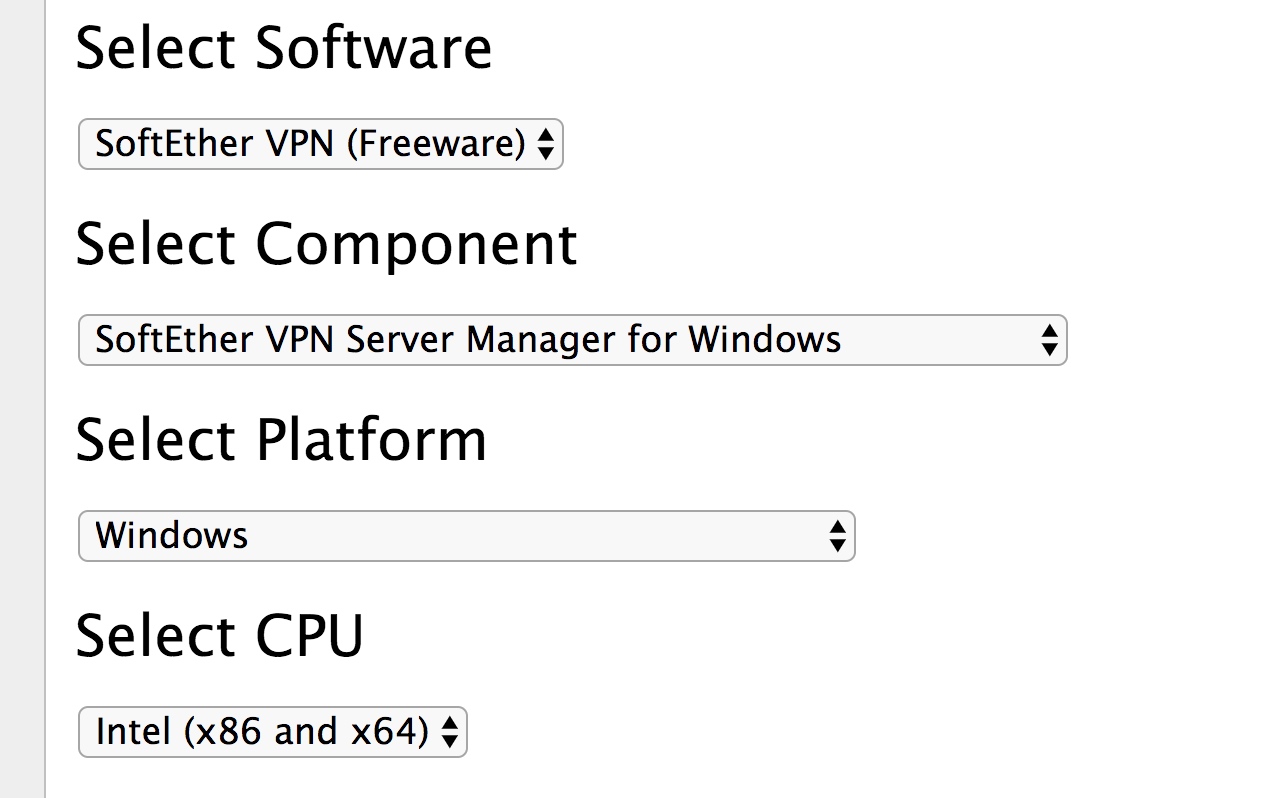 Select Software
SoftEther VPN (Freeware)
Select Component
SoftEther VPN Server Manager for Windows
Select Platform
Windows
Select CPU
Intel (x86 and x64)